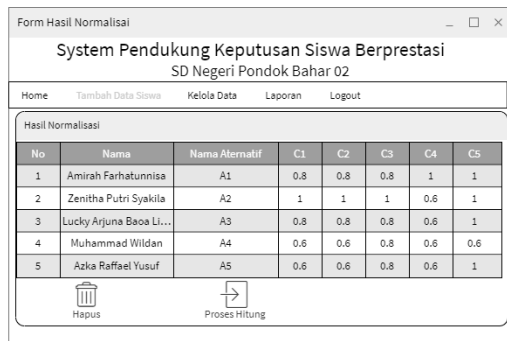 Form Hasil Normalisai
System Pendukung Keputusan Siswa Berprestasi
SD Negeri Pondok Bahar 02
Home Tambah Data Siswa Kelola Data Laporan Logout
Hasil Normalisasi
No Nama Nama Aternatif C1 C2 C3 C4 C5
1 Amirah Farhatunnisa A1 0.8 0.8 0.8 1 1
2 Zenitha Putri Syakila A2 1 1 1 0.6 1
3 Lucky Arjuna Baoa Li... A3 0.8 0.8 0.8 0.6 1
4 Muhammad Wildan A4 0.6 0.6 0.8 0.6 0.6
5 Azka Raffael Yusuf A5 0.6 0.6 0.8 0.6 1
Hapus Proses Hitung